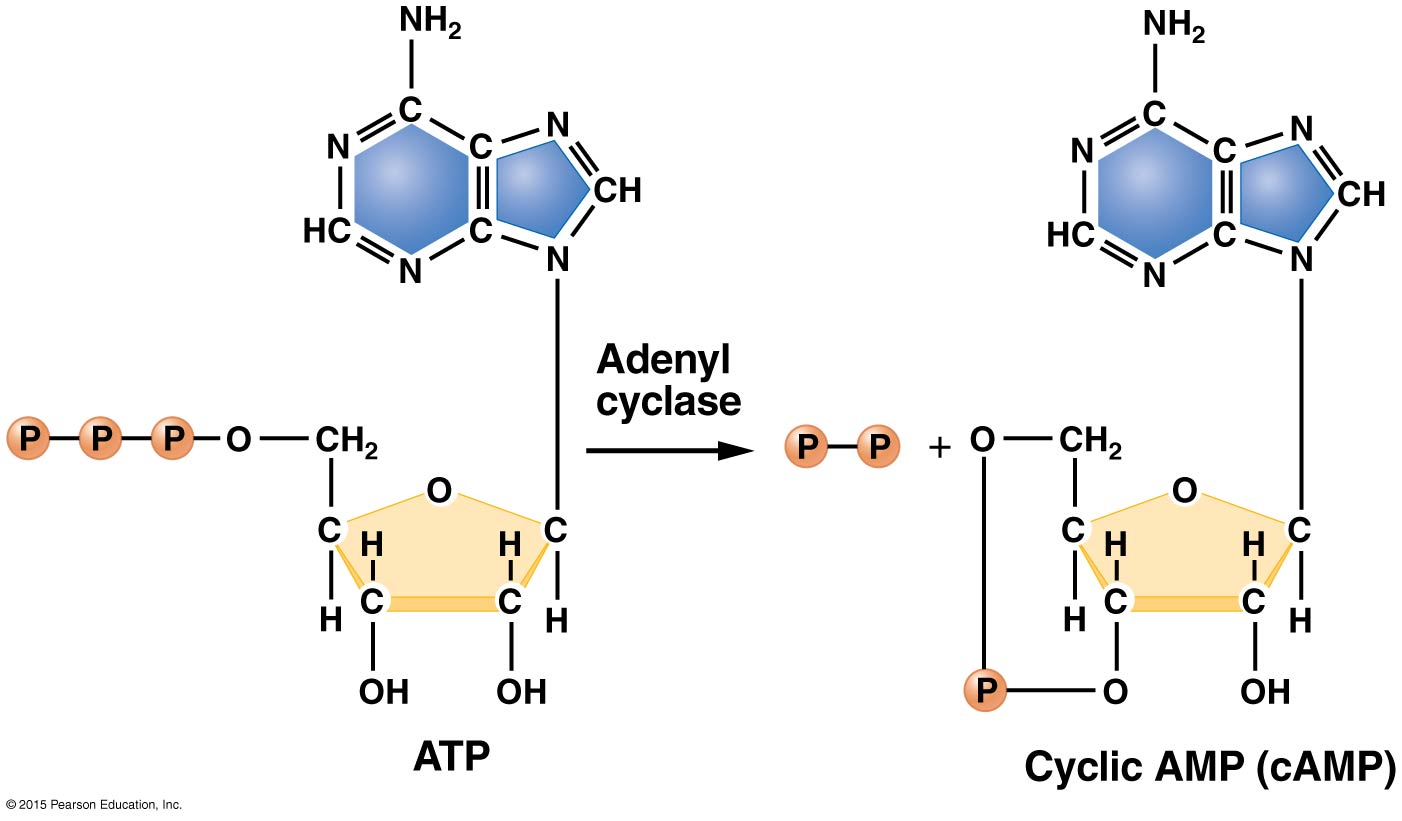 NH2
C
N
C
N
CH
HC
C
N
N
P P P O CH2
O
C
H
H
C
C
C
H
H
OH
OH
ATP
Adenyl
cyclase
P P + O CH2
NH2
C
N
C
N
CH
HC
C
N
N
O
C
H
H
C
C
C
H
H
P
O
OH
Cyclic AMP (cAMP)
© 2015 Pearson Education, Inc.